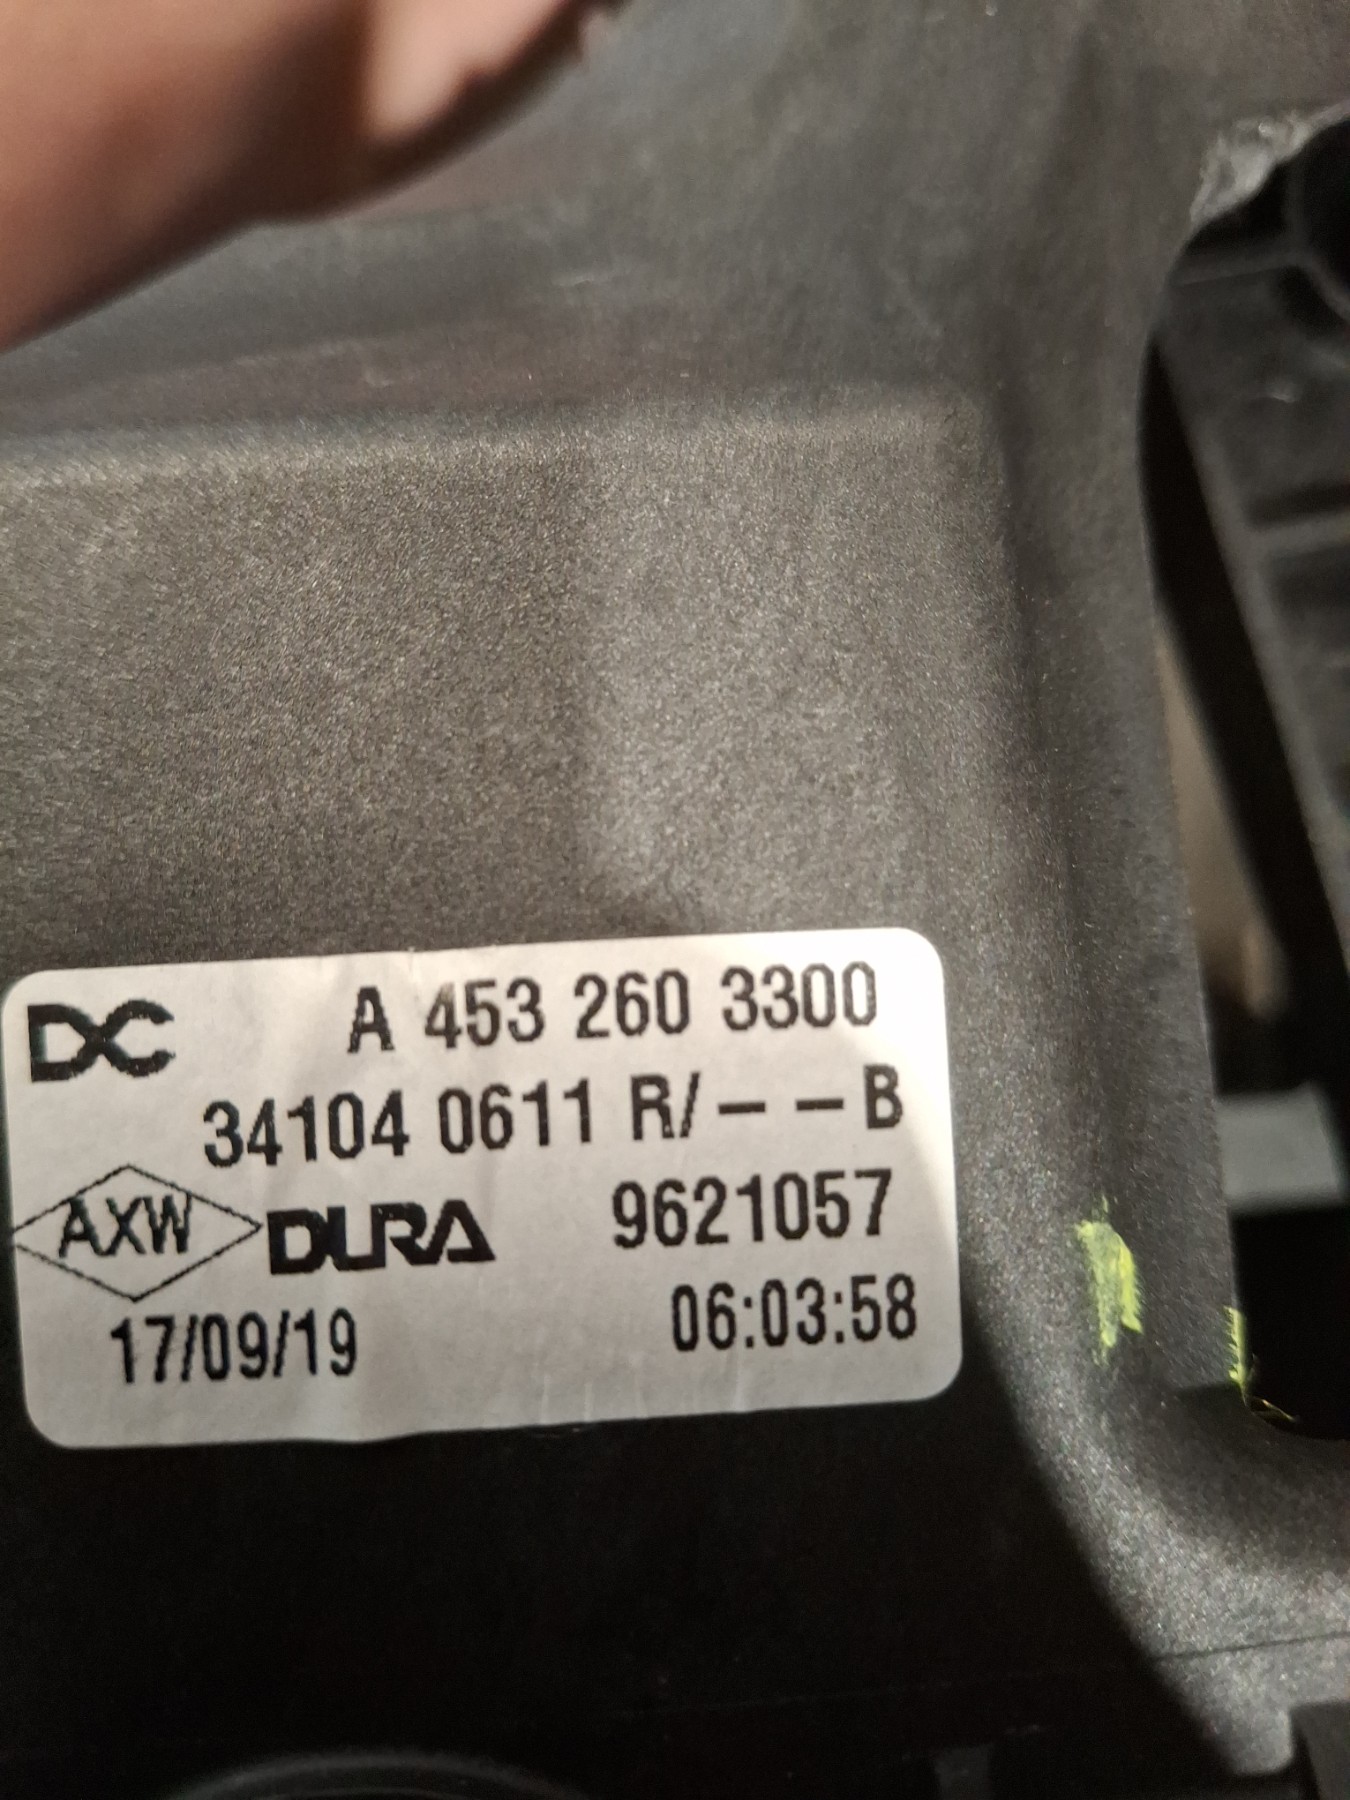 DC A 453 260 3300
34104 0611 R/– –B
AXW DURA 9621057
17/09/19 06:03:58